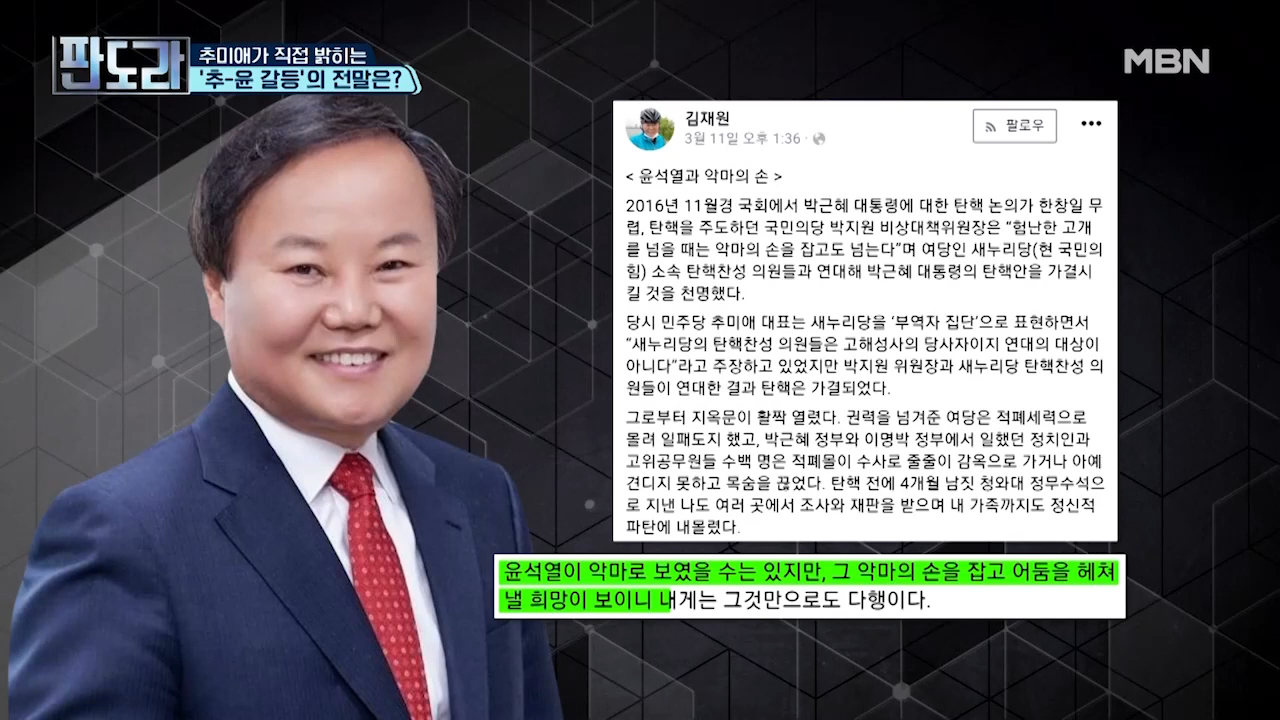 판도라
추미애가 직접 밝히는
'추-윤 갈등'의 전말은?
MBN
김재원
3월 11일 오후 1:36 ·
팔로우
< 윤석열과 악마의 손 >
2016년 11월경 국회에서 박근혜 대통령에 대한 탄핵 논의가 한창일 무
렵, 탄핵을 주도하던 국민의당 박지원 비상대책위원장은 “험난한 고개
를 넘을 때는 악마의 손을 잡고도 넘는다”며 여당인 새누리당(현 국민의
힘) 소속 탄핵찬성 의원들과 연대해 박근혜 대통령의 탄핵안을 가결시
킬 것을 천명했다.
당시 민주당 추미애 대표는 새누리당을 ‘부역자 집단’으로 표현하면서
“새누리당의 탄핵찬성 의원들은 고해성사의 당사자이지 연대의 대상이
아니다”라고 주장하고 있었지만 박지원 위원장과 새누리당 탄핵찬성 의
원들이 연대한 결과 탄핵은 가결되었다.
그로부터 지옥문이 활짝 열렸다. 권력을 넘겨준 여당은 적폐세력으로
몰려 일패도지 했고, 박근혜 정부와 이명박 정부에서 일했던 정치인과
고위공무원들 수백 명은 적폐몰이 수사로 줄줄이 감옥으로 가거나 아예
견디지 못하고 목숨을 끊었다. 탄핵 전에 4개월 남짓 청와대 정무수석으
로 지낸 나도 여러 곳에서 조사와 재판을 받으며 내 가족까지도 정신적
파탄에 내몰렸다.
윤석열이 악마로 보였을 수는 있지만, 그 악마의 손을 잡고 어둠을 헤쳐
낼 희망이 보이니 내게는 그것만으로도 다행이다.